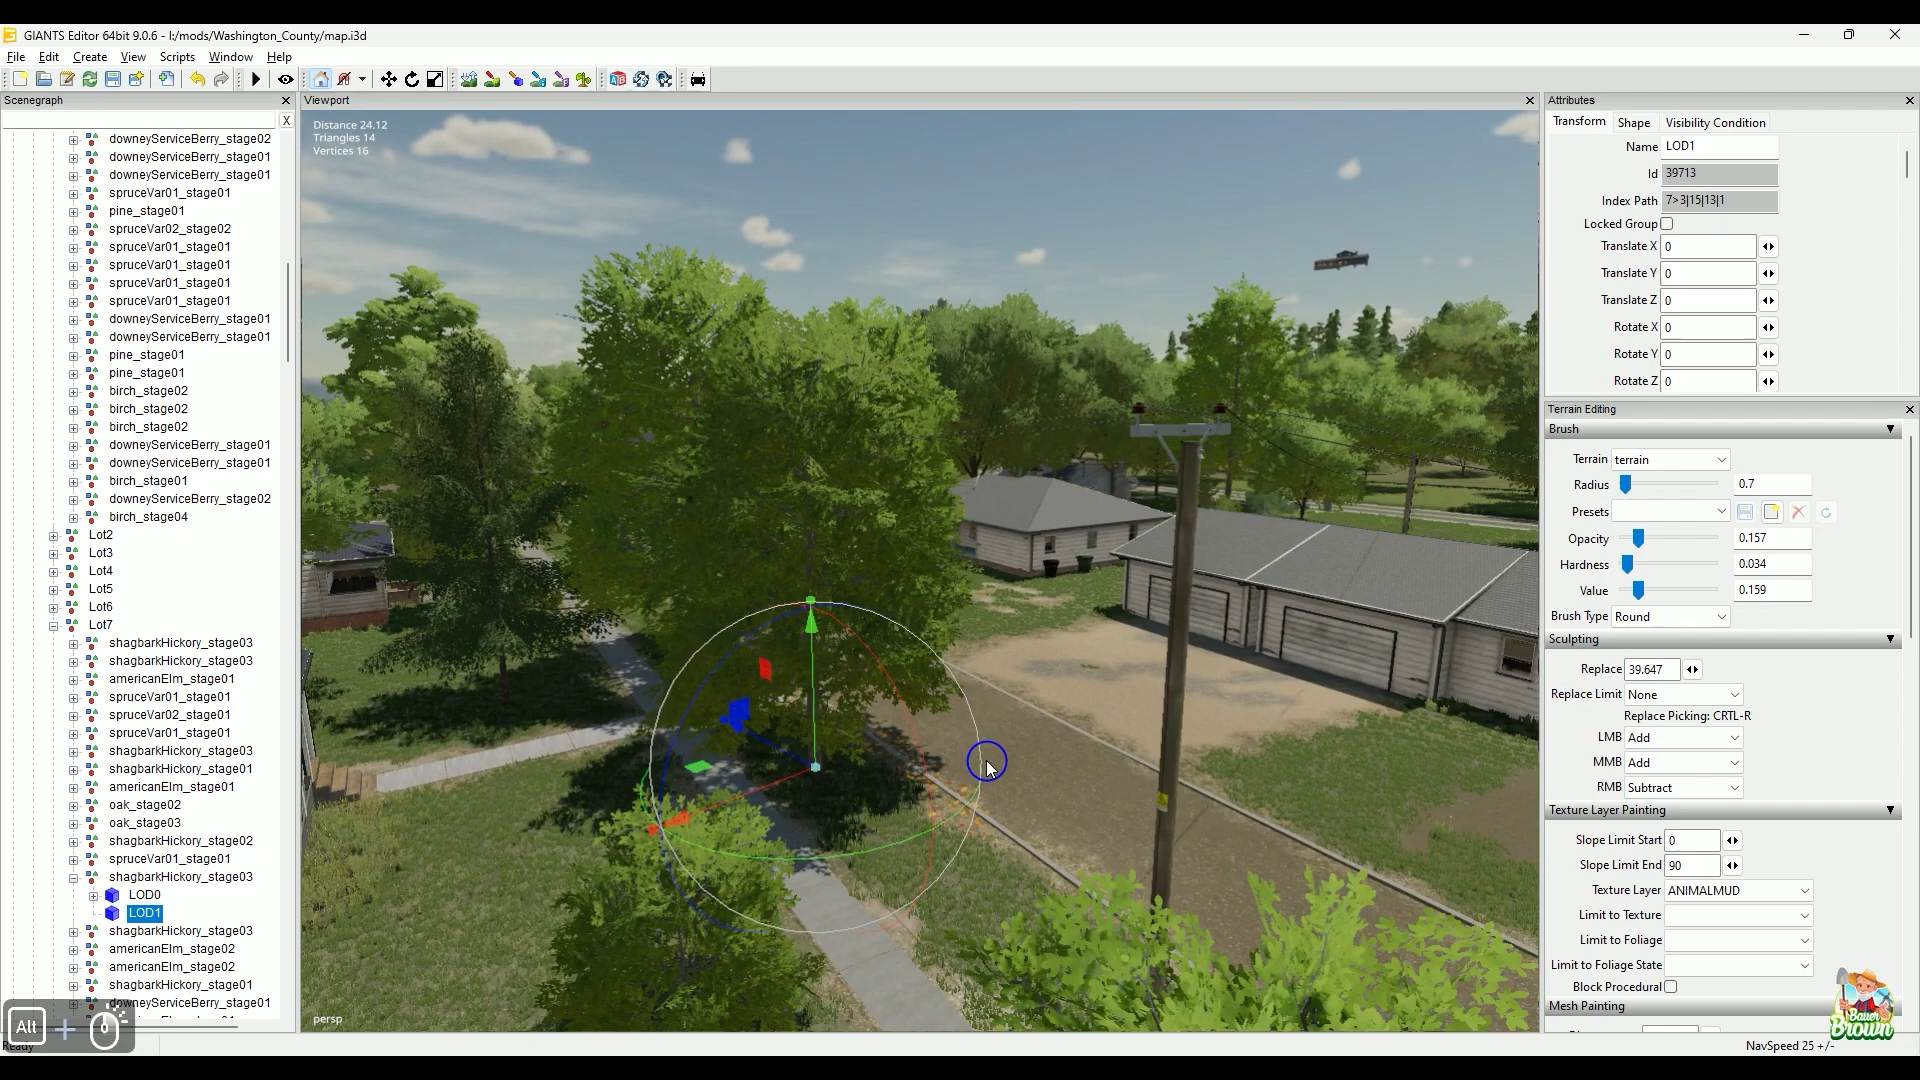 GIANTS Editor 64bit 9.0.6 - I:/mods/Washington_County/map.i3d
File Edit Create View Scripts Window Help
Scenegraph
X
downeyServiceBerry_stage02
downeyServiceBerry_stage01
downeyServiceBerry_stage01
spruceVar01_stage01
pine_stage01
spruceVar02_stage02
spruceVar01_stage01
spruceVar01_stage01
spruceVar01_stage01
spruceVar01_stage01
downeyServiceBerry_stage01
downeyServiceBerry_stage01
pine_stage01
pine_stage01
birch_stage02
birch_stage02
birch_stage02
downeyServiceBerry_stage01
downeyServiceBerry_stage01
birch_stage01
downeyServiceBerry_stage02
birch_stage04
Lot2
Lot3
Lot4
Lot5
Lot6
Lot7
shagbarkHickory_stage03
shagbarkHickory_stage03
americanElm_stage01
spruceVar01_stage01
spruceVar02_stage01
spruceVar01_stage01
shagbarkHickory_stage03
shagbarkHickory_stage01
americanElm_stage01
oak_stage02
oak_stage03
shagbarkHickory_stage02
spruceVar01_stage01
shagbarkHickory_stage03
LOD0
LOD1
shagbarkHickory_stage03
americanElm_stage02
americanElm_stage02
shagbarkHickory_stage01
downeyServiceBerry_stage01
Alt +
Ready
Viewport
Distance 24.12
Triangles 14
Vertices 16
persp
Attributes
Transform Shape Visibility Condition
Name LOD1
Id 39713
Index Path 7>3|15|13|1
Locked Group
Translate X 0
Translate Y 0
Translate Z 0
Rotate X 0
Rotate Y 0
Rotate Z 0
Terrain Editing
Brush
Terrain terrain
Radius 0.7
Presets
Opacity 0.157
Hardness 0.034
Value 0.159
Brush Type Round
Sculpting
Replace 39.647
Replace Limit None
Replace Picking: CRTL-R
LMB Add
MMB Add
RMB Subtract
Texture Layer Painting
Slope Limit Start 0
Slope Limit End 90
Texture Layer ANIMALMUD
Limit to Texture
Limit to Foliage
Limit to Foliage State
Block Procedural
Mesh Painting
Bauer
Brown
NavSpeed 25 +/-